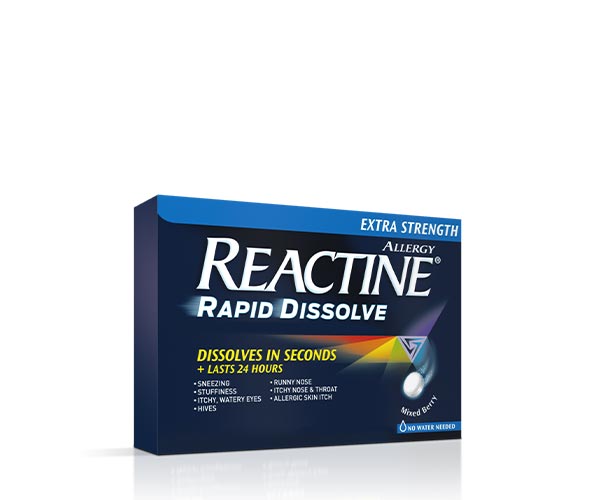 EXTRA STRENGTH
ALLERGY
REACTINE®
RAPID DISSOLVE
DISSOLVES IN SECONDS
+ LASTS 24 HOURS
• SNEEZING
• STUFFINESS
• ITCHY, WATERY EYES
• HIVES
• RUNNY NOSE
• ITCHY NOSE & THROAT
• ALLERGIC SKIN ITCH
Mixed Berry
NO WATER NEEDED